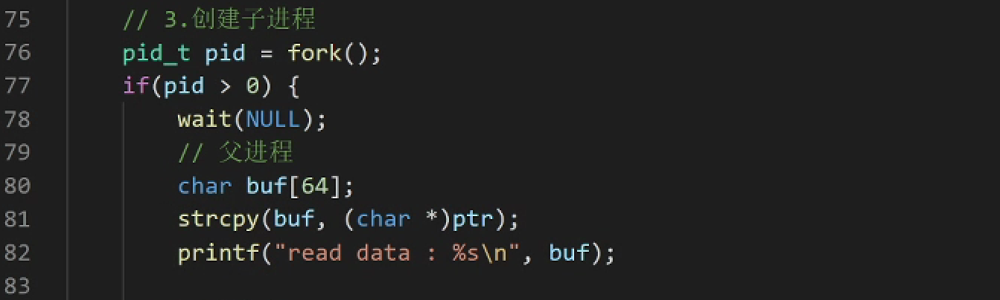 75 // 3.创建子进程
76 pid_t pid = fork();
77 if(pid > 0) {
78 wait(NULL);
79 // 父进程
80 char buf[64];
81 strcpy(buf, (char *)ptr);
82 printf("read data : %s\n", buf);
83